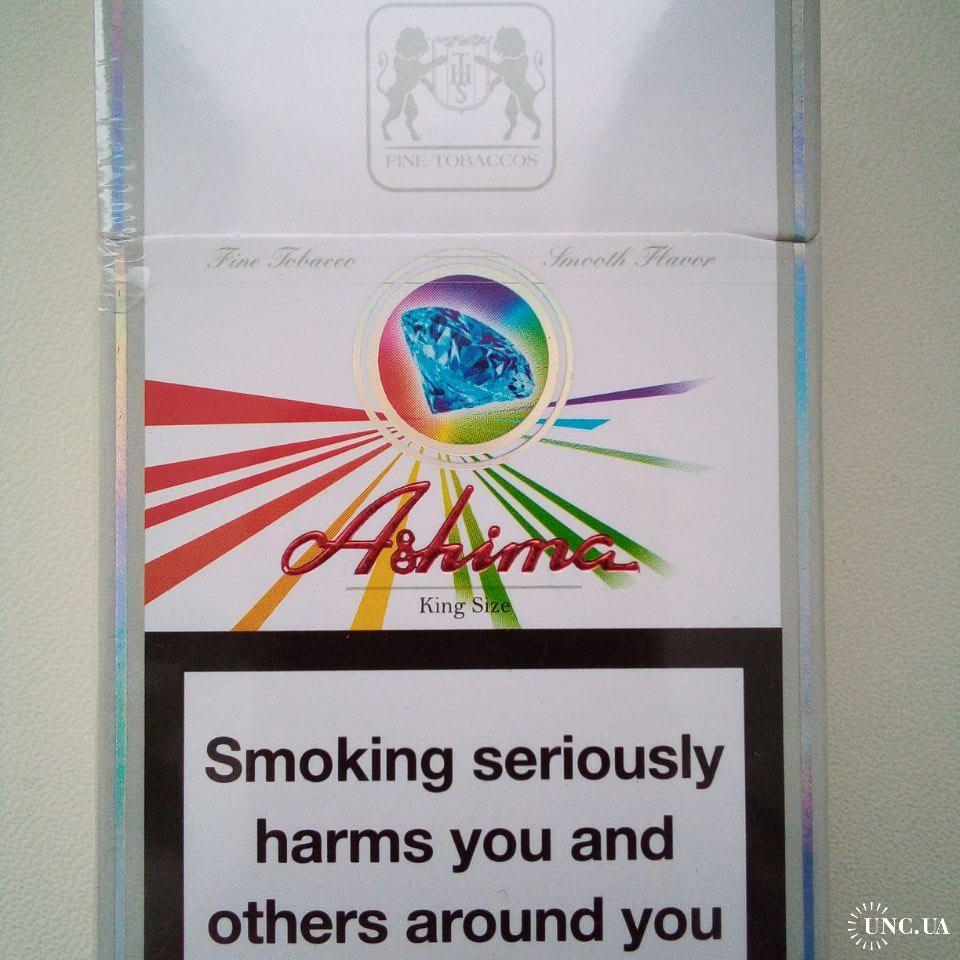 THS
FINE TOBACCOS
Fine Tobacco Smooth Flavor
Ashima
King Size
Smoking seriously
harms you and
others around you
UNC.UA